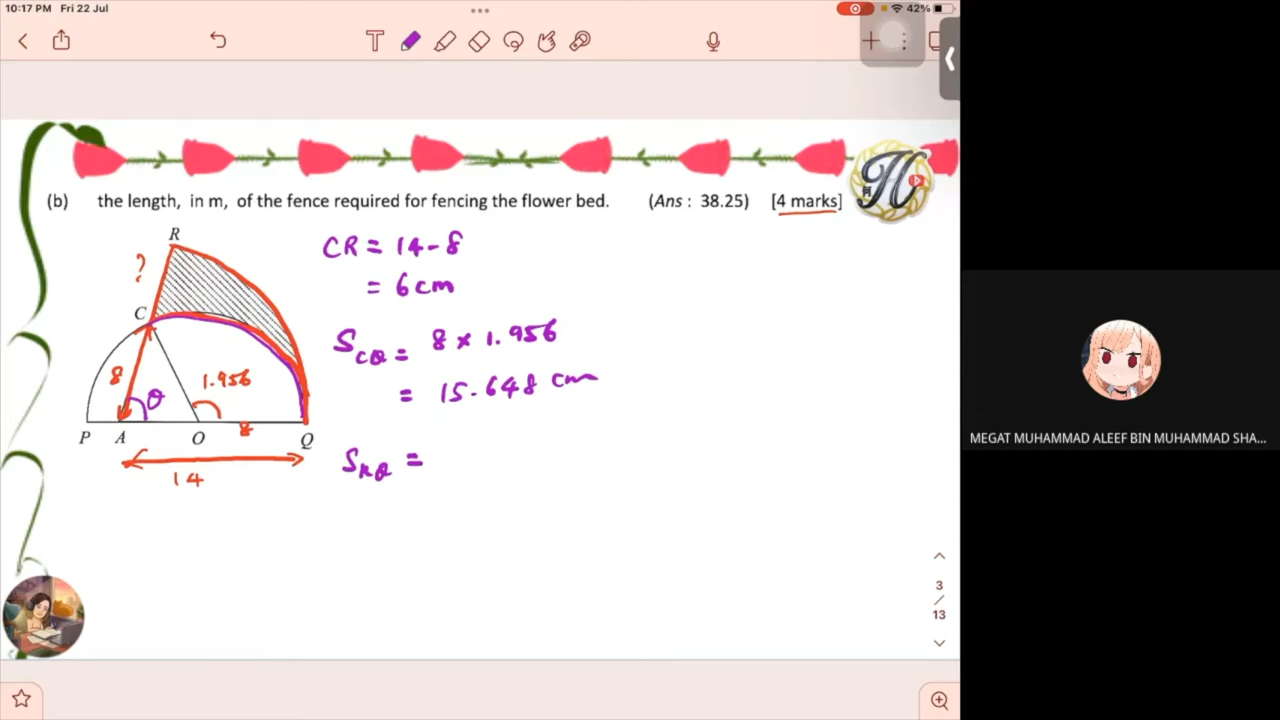 10:17 PM Fri 22 Jul
42%
(b) the length, in m, of the fence required for fencing the flower bed. (Ans : 38.25) [4 marks]
R
?
C
8
θ
1.956
8
P A O Q
14
CR = 14 - 8
= 6 cm
S_CQ = 8 × 1.956
= 15.648 cm
S_RQ =
3
/
13
MEGAT MUHAMMAD ALEEF BIN MUHAMMAD SHA...